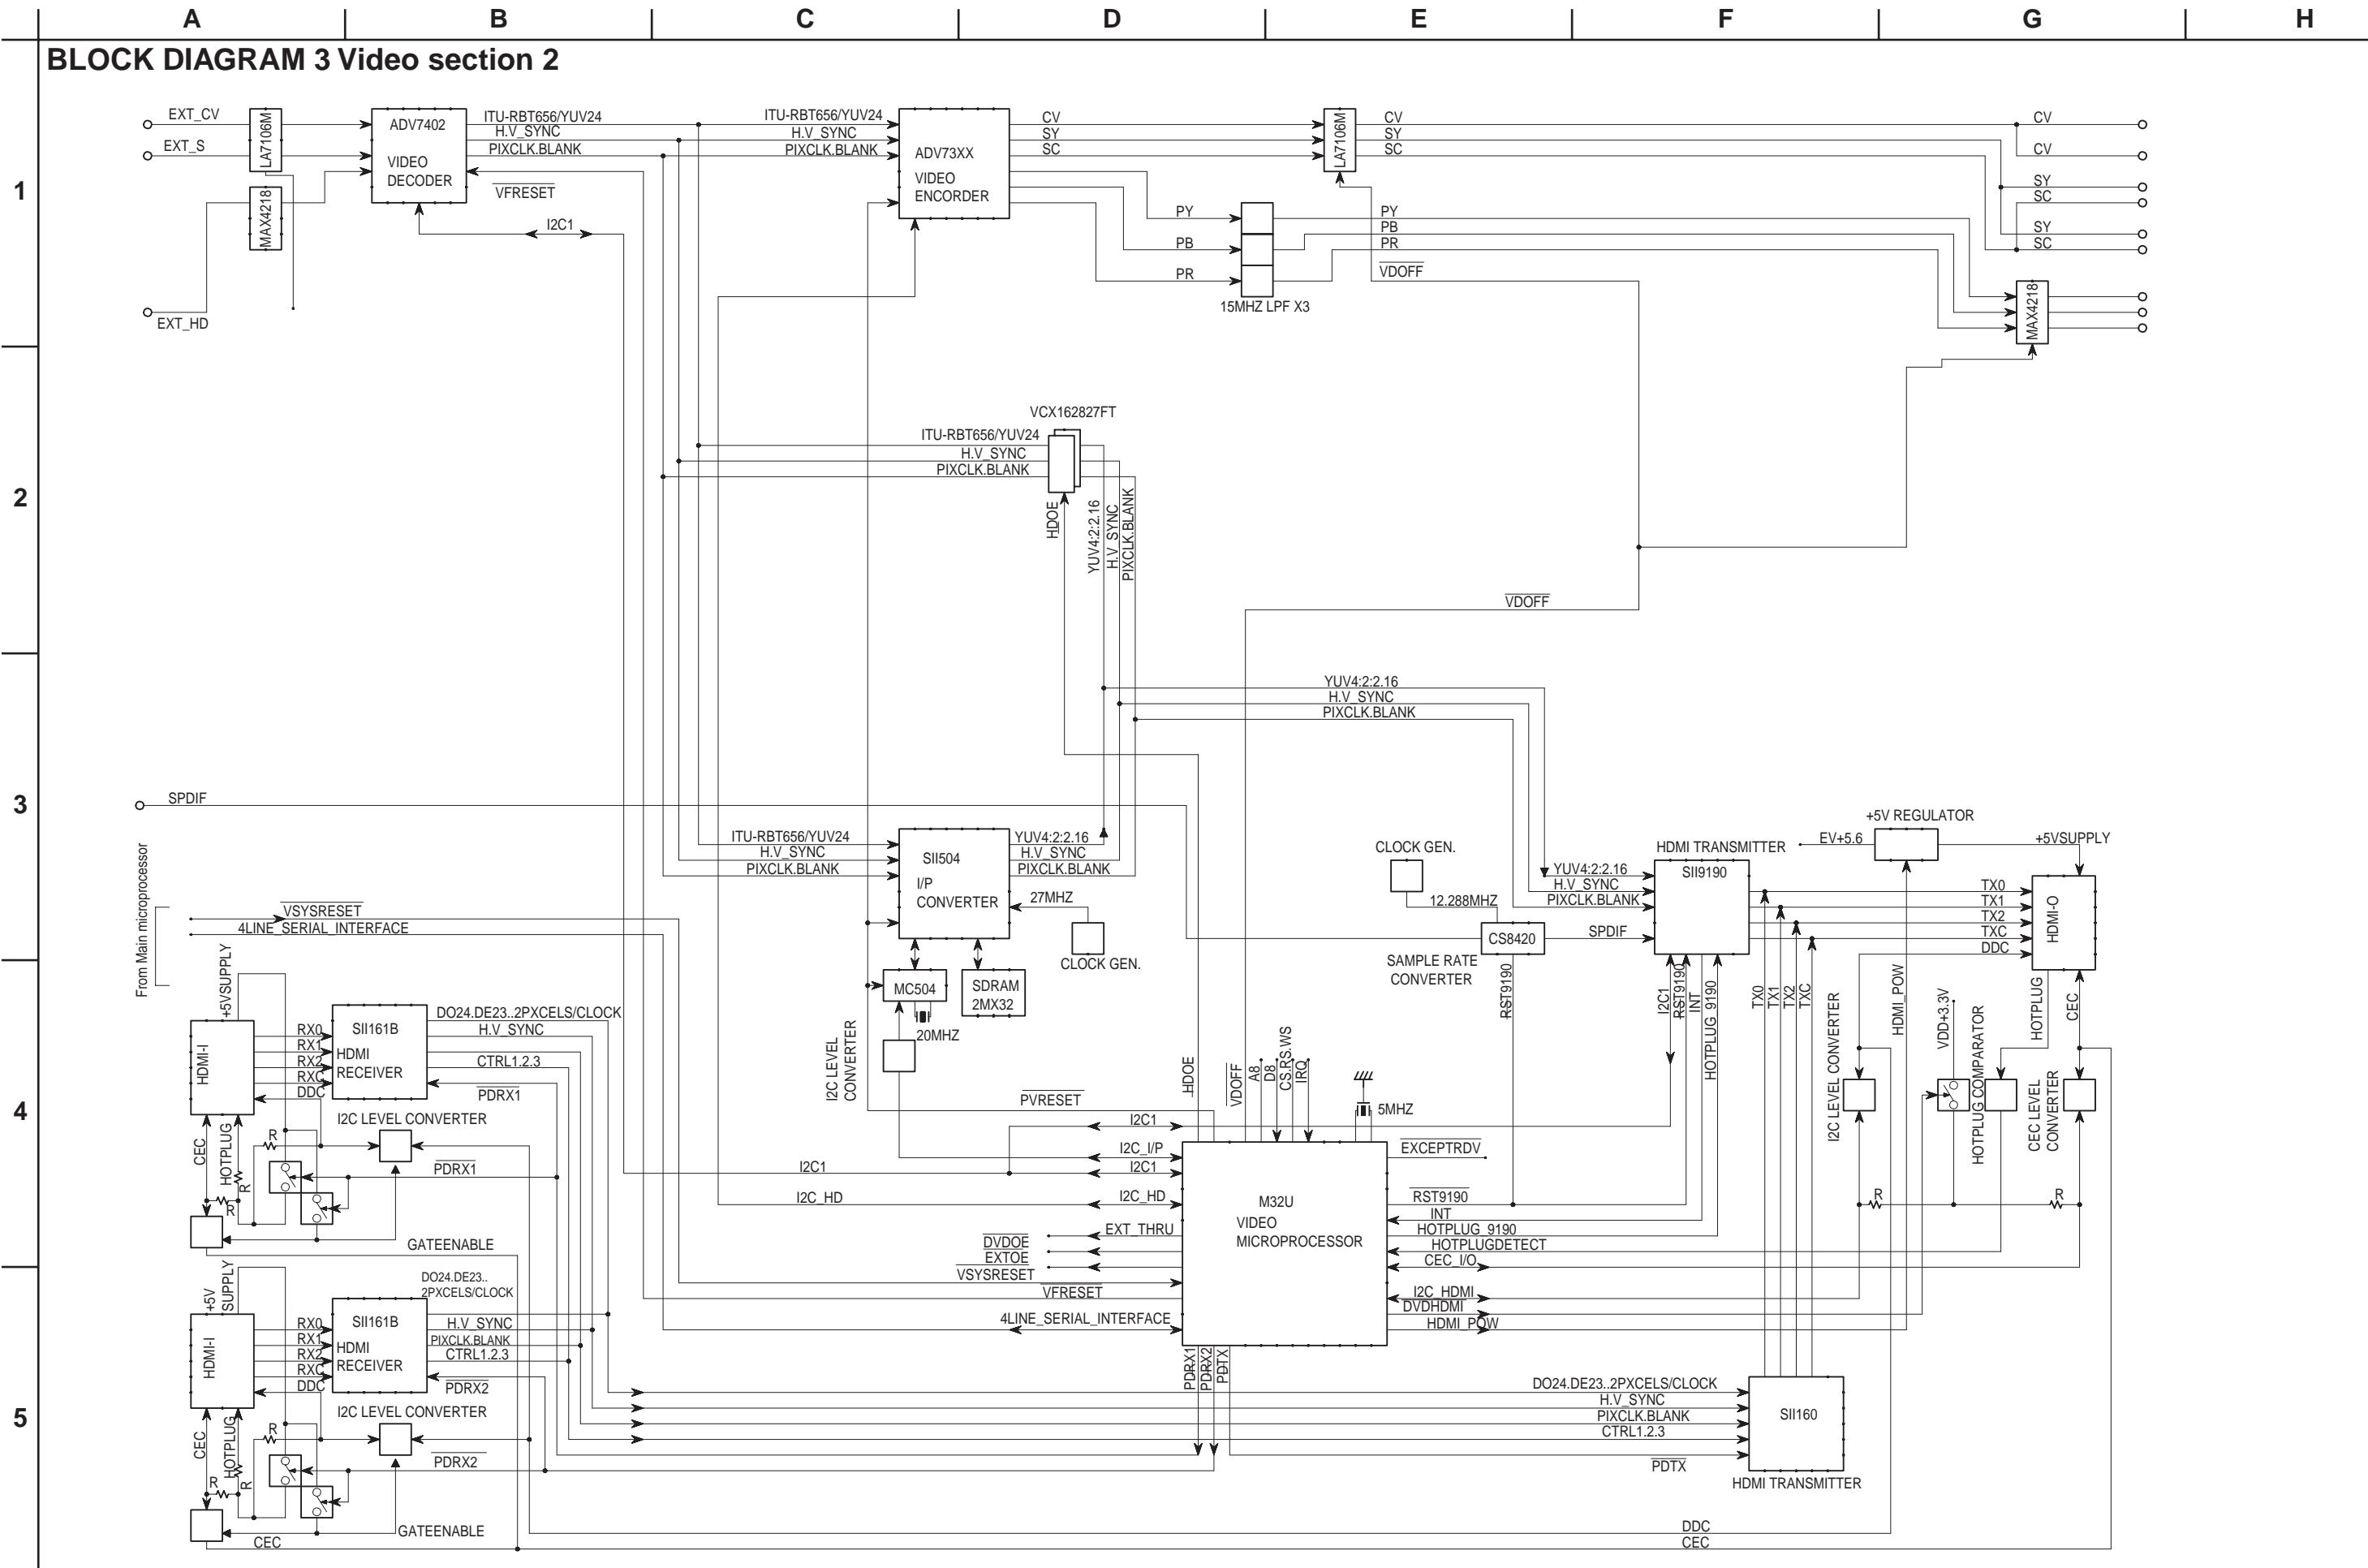 A B C D E F G H
BLOCK DIAGRAM 3 Video section 2
1
2
3
4
5
EXT_CV
EXT_S
EXT_HD
LA7106M
MAX4218
ADV7402
VIDEO
DECODER
ITU-RBT656/YUV24
H.V_SYNC
PIXCLK.BLANK
VFRESET
I2C1
ITU-RBT656/YUV24
H.V_SYNC
PIXCLK.BLANK
ADV73XX
VIDEO
ENCORDER
CV
SY
SC
PY
PB
PR
15MHZ LPF X3
LA7106M
CV
SY
SC
PY
PB
PR
VDOFF
CV
CV
SY
SC
SY
SC
MAX4218
VCX162827FT
ITU-RBT656/YUV24
H.V_SYNC
PIXCLK.BLANK
HDOE
YUV4:2:2.16
H.V_SYNC
PIXCLK.BLANK
VDOFF
YUV4:2:2.16
H.V_SYNC
PIXCLK.BLANK
SPDIF
From Main microprocessor
VSYSRESET
4LINE_SERIAL_INTERFACE
ITU-RBT656/YUV24
H.V_SYNC
PIXCLK.BLANK
SII504
I/P
CONVERTER
YUV4:2:2.16
H.V_SYNC
PIXCLK.BLANK
27MHZ
CLOCK GEN.
MC504
SDRAM
2MX32
20MHZ
I2C LEVEL
CONVERTER
CLOCK GEN.
12.288MHZ
CS8420
SAMPLE RATE
CONVERTER
SPDIF
RST9190
HDMI TRANSMITTER
SII9190
YUV4:2:2.16
H.V_SYNC
PIXCLK.BLANK
I2C1
RST9190
INT
HOTPLUG_9190
TX0
TX1
TX2
TXC
+5V REGULATOR
EV+5.6
+5VSUPPLY
TX0
TX1
TX2
TXC
DDC
HDMI-O
I2C LEVEL CONVERTER
HDMI_POW
VDD+3.3V
HOTPLUG COMPARATOR
HOTPLUG
CEC LEVEL
CONVERTER
CEC
R
R
+5VSUPPLY
HDMI-I
RX0
RX1
RX2
RXC
DDC
SII161B
HDMI
RECEIVER
DO24.DE23..2PXCELS/CLOCK
H.V_SYNC
CTRL1.2.3
PDRX1
I2C LEVEL CONVERTER
CEC
HOTPLUG
R
R
R
PDRX1
GATEENABLE
I2C1
I2C_HD
PVRESET
HDOE
VDOFF
A8
D8
CS.RS.WS
IRQ
5MHZ
I2C1
I2C_I/P
I2C1
I2C_HD
EXT_THRU
DVDOE
EXTOE
VSYSRESET
VFRESET
4LINE_SERIAL_INTERFACE
M32U
VIDEO
MICROPROCESSOR
EXCEPTRDV
RST9190
INT
HOTPLUG_9190
HOTPLUGDETECT
CEC_I/O
I2C_HDMI
DVDHDMI
HDMI_POW
PDRX1
PDRX2
PDTX
+5V
SUPPLY
HDMI-I
RX0
RX1
RX2
RXC
DDC
SII161B
HDMI
RECEIVER
DO24.DE23..
2PXCELS/CLOCK
H.V_SYNC
PIXCLK.BLANK
CTRL1.2.3
PDRX2
I2C LEVEL CONVERTER
CEC
HOTPLUG
R
R
R
PDRX2
GATEENABLE
CEC
DO24.DE23..2PXCELS/CLOCK
H.V_SYNC
PIXCLK.BLANK
CTRL1.2.3
PDTX
SII160
HDMI TRANSMITTER
DDC
CEC